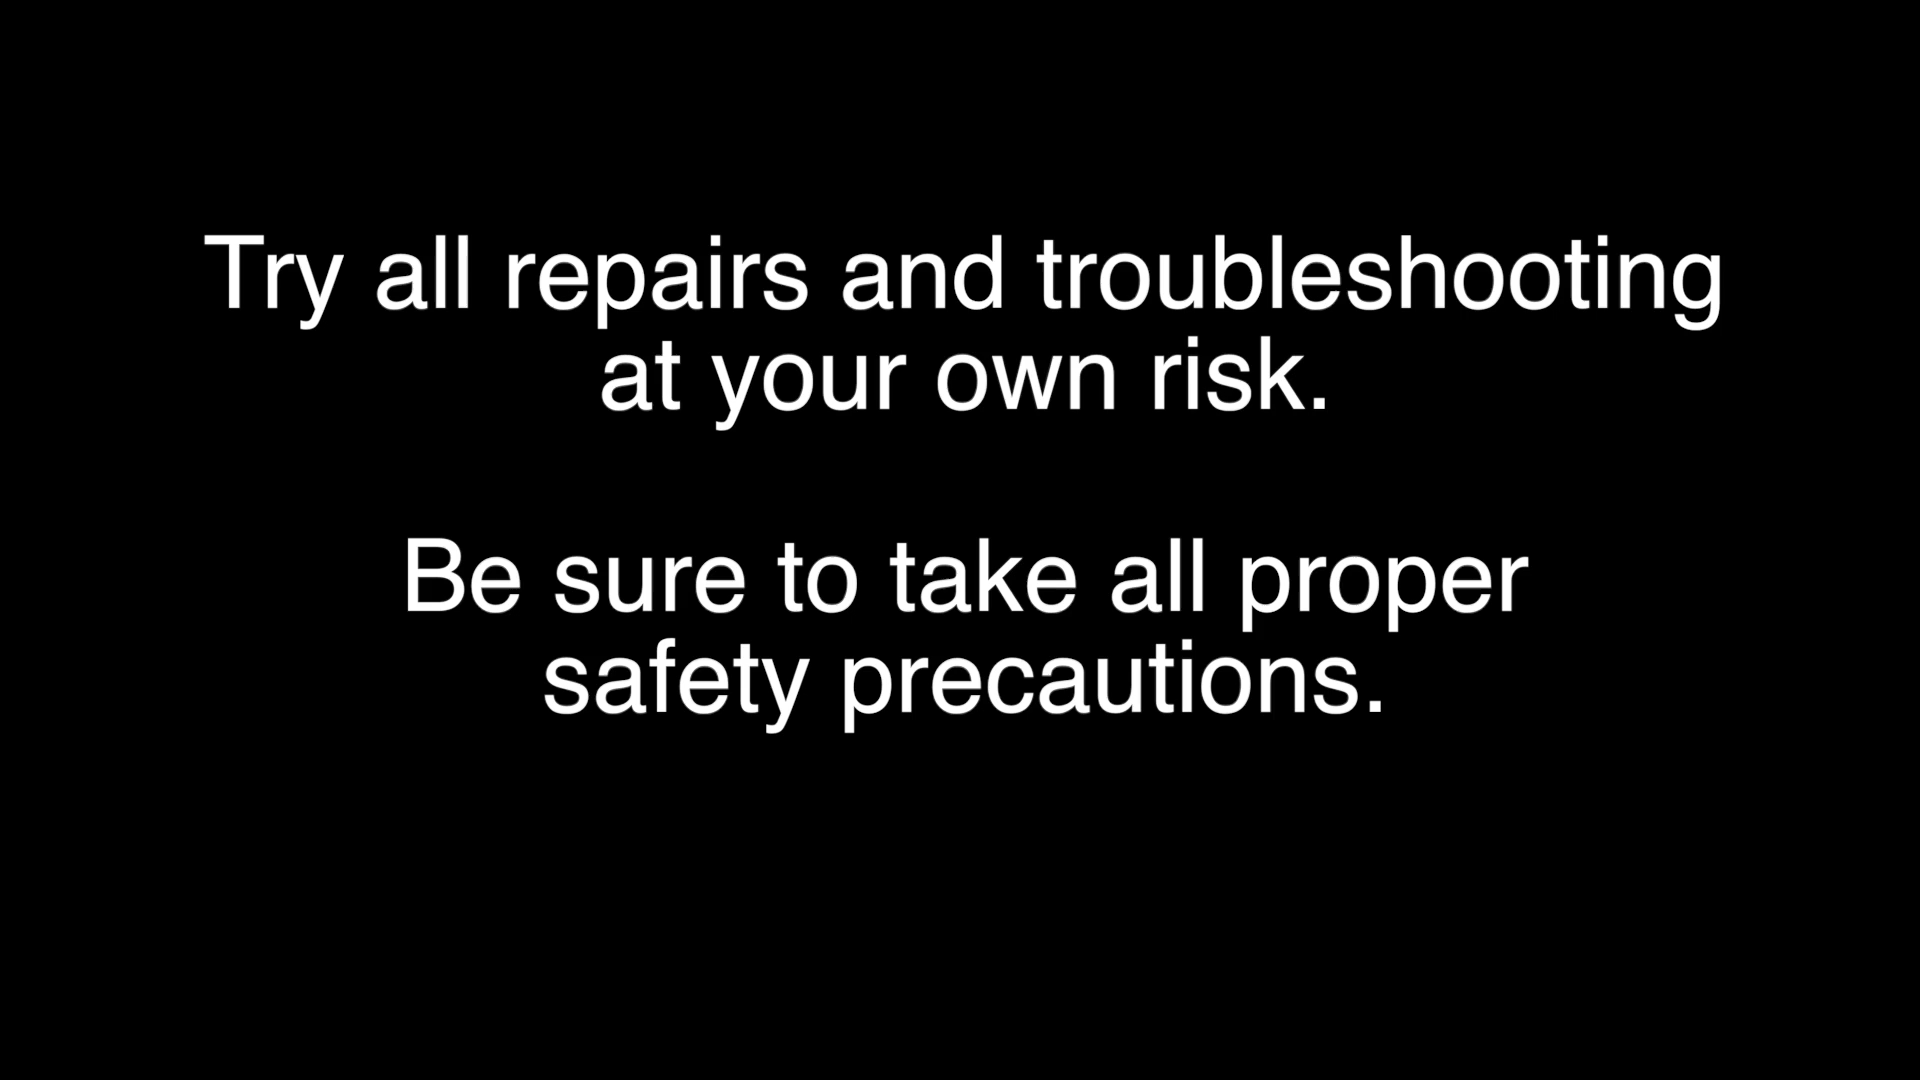 Try all repairs and troubleshooting
at your own risk.
Be sure to take all proper
safety precautions.